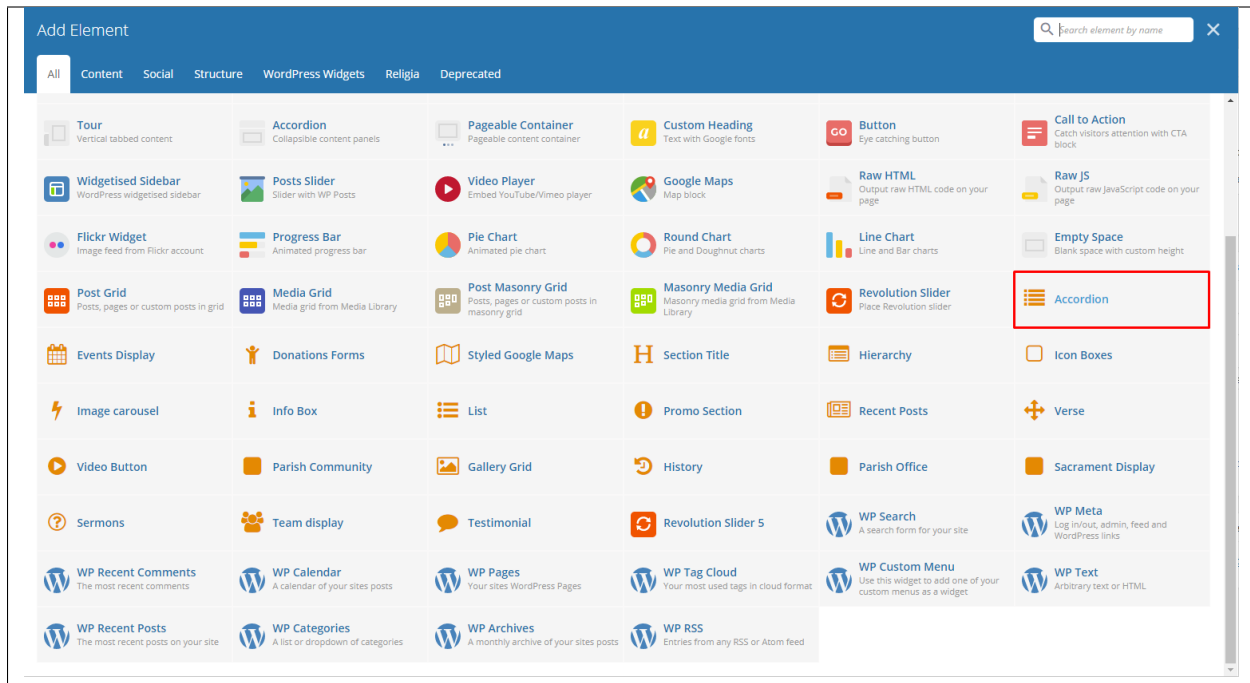 Add Element
Search element by name
All Content Social Structure WordPress Widgets Religia Deprecated
Tour
Vertical tabbed content
Accordion
Collapsible content panels
Pageable Container
Pageable content container
Custom Heading
Text with Google fonts
Button
Eye catching button
Call to Action
Catch visitors attention with CTA
block
Widgetised Sidebar
WordPress widgetised sidebar
Posts Slider
Slider with WP Posts
Video Player
Embed YouTube/Vimeo player
Google Maps
Map block
Raw HTML
Output raw HTML code on your
page
Raw JS
Output raw JavaScript code on your
page
Flickr Widget
Image feed from Flickr account
Progress Bar
Animated progress bar
Pie Chart
Animated pie chart
Round Chart
Pie and Doughnut charts
Line Chart
Line and Bar charts
Empty Space
Blank space with custom height
Post Grid
Posts, pages or custom posts in grid
Media Grid
Media grid from Media Library
Post Masonry Grid
Posts, pages or custom posts in
masonry grid
Masonry Media Grid
Masonry media grid from Media
Library
Revolution Slider
Place Revolution slider
Accordion
Events Display
Donations Forms
Styled Google Maps
Section Title
Hierarchy
Icon Boxes
Image carousel
Info Box
List
Promo Section
Recent Posts
Verse
Video Button
Parish Community
Gallery Grid
History
Parish Office
Sacrament Display
Sermons
Team display
Testimonial
Revolution Slider 5
WP Search
A search form for your site
WP Meta
Log in/out, admin, feed and
WordPress links
WP Recent Comments
The most recent comments
WP Calendar
A calendar of your sites posts
WP Pages
Your sites WordPress Pages
WP Tag Cloud
Your most used tags in cloud format
WP Custom Menu
Use this widget to add one of your
custom menus as a widget
WP Text
Arbitrary text or HTML
WP Recent Posts
The most recent posts on your site
WP Categories
A list or dropdown of categories
WP Archives
A monthly archive of your sites posts
WP RSS
Entries from any RSS or Atom feed